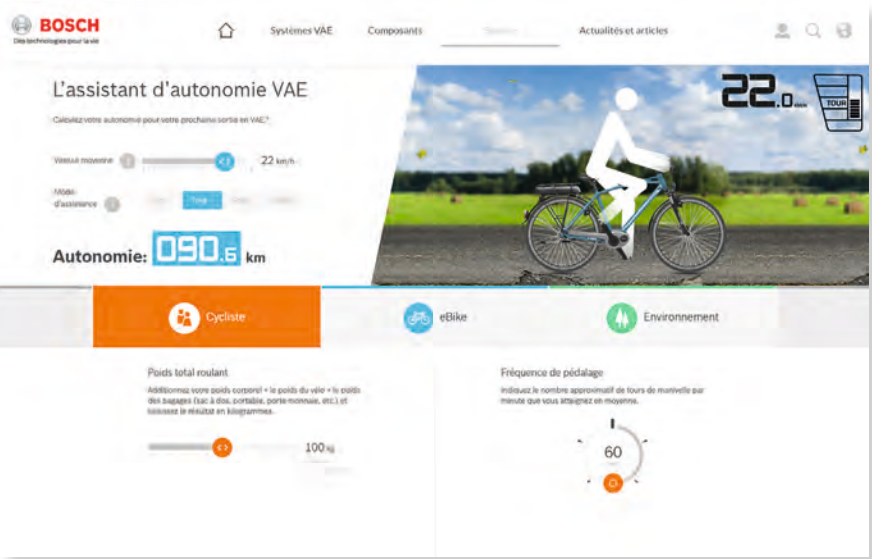 BOSCH
Des technologies pour la vie
Systèmes VAE
Composants
Actualités et articles
L'assistant d'autonomie VAE
Calculez votre autonomie pour votre prochaine sortie en VAE.*
Vitesse moyenne
22 km/h
Mode
d'assistance
Tour
Autonomie: 090.6 km
22.0 km/h
TOUR
Cycliste
eBike
Environnement
Poids total roulant
Additionnez votre poids corporel + le poids du vélo + le poids
des bagages (sac à dos, portable, porte-monnaie, etc.) et
saisissez le résultat en kilogrammes.
100 kg
Fréquence de pédalage
Indiquez le nombre approximatif de tours de manivelle par
minute que vous atteignez en moyenne.
60